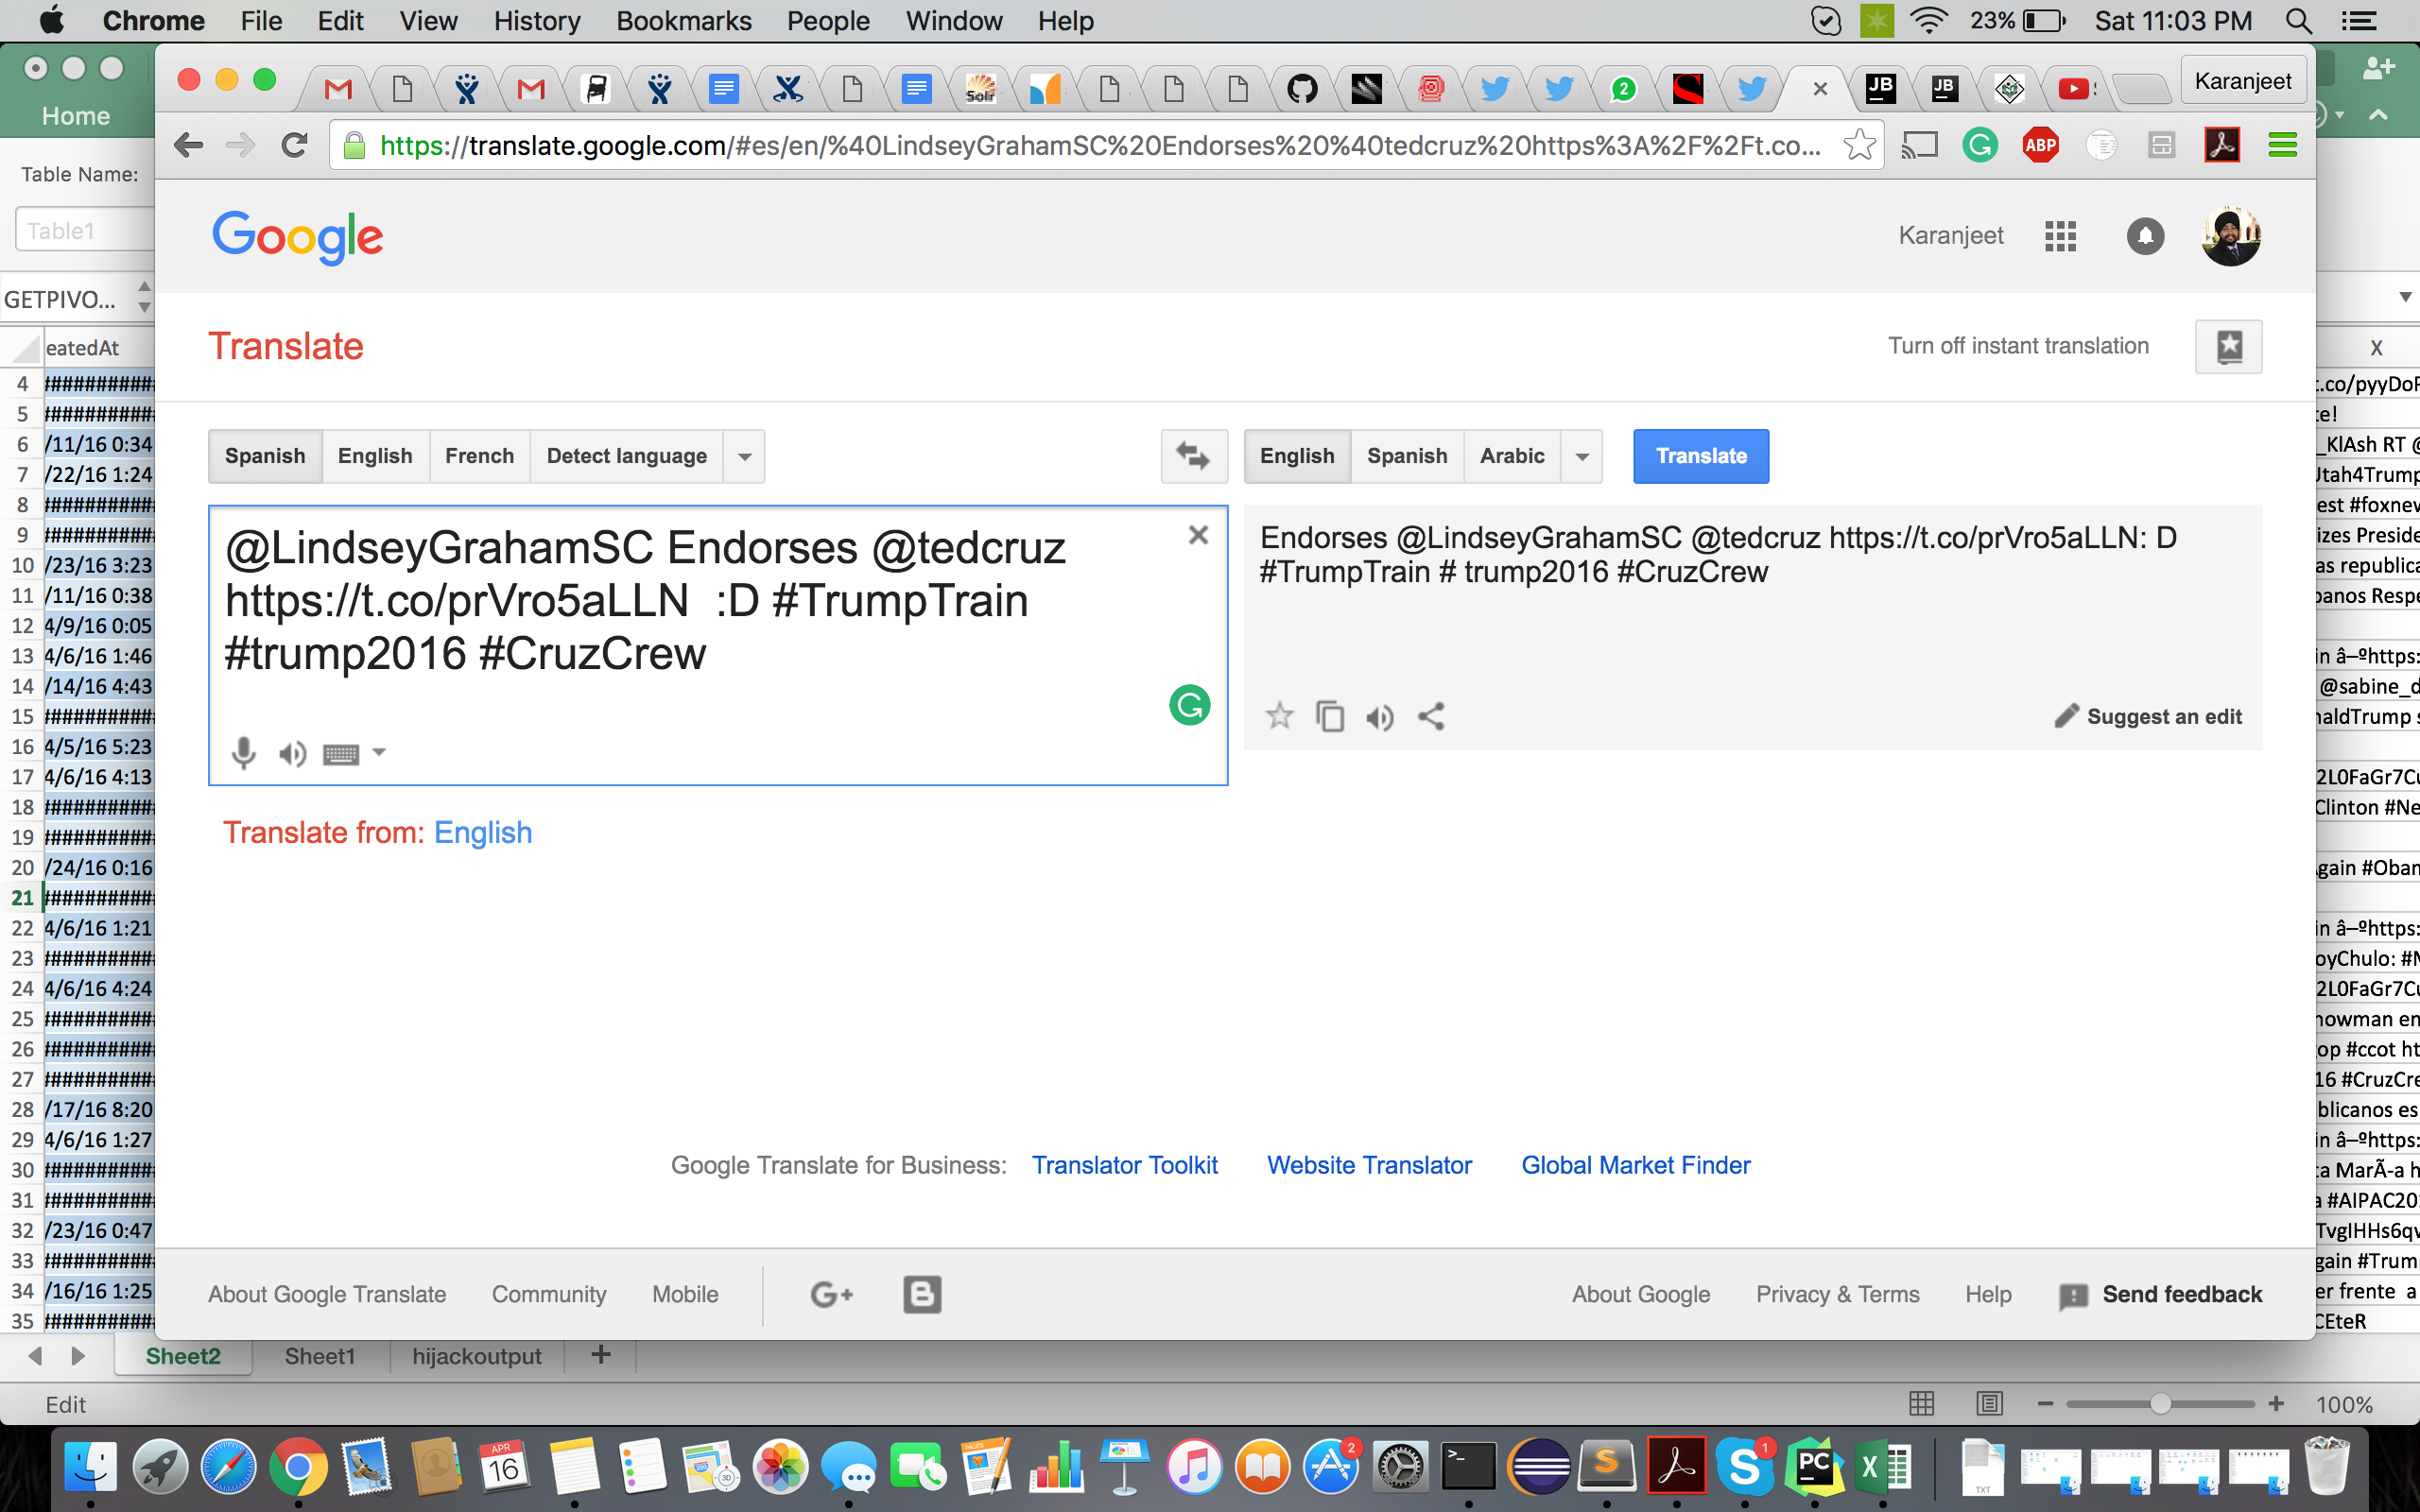 Chrome File Edit View History Bookmarks People Window Help 23% Sat 11:03 PM
Karanjeet
Home
https://translate.google.com/#es/en/%40LindseyGrahamSC%20Endorses%20%40tedcruz%20https%3A%2F%2Ft.co...
ABP
Table Name:
Table1
Google
Karanjeet
GETPIVO...
Translate
Turn off instant translation
eatedAt
X
Spanish English French Detect language
English Spanish Arabic Translate
@LindseyGrahamSC Endorses @tedcruz
https://t.co/prVro5aLLN :D #TrumpTrain
#trump2016 #CruzCrew
Endorses @LindseyGrahamSC @tedcruz https://t.co/prVro5aLLN: D
#TrumpTrain # trump2016 #CruzCrew
Suggest an edit
Translate from: English
Google Translate for Business: Translator Toolkit Website Translator Global Market Finder
About Google Translate Community Mobile
About Google Privacy & Terms Help Send feedback
4 ###########
5 ###########
6 /11/16 0:34
7 /22/16 1:24
8 ###########
9 ###########
10 /23/16 3:23
11 /11/16 0:38
12 4/9/16 0:05
13 4/6/16 1:46
14 /14/16 4:43
15 ###########
16 4/5/16 5:23
17 4/6/16 4:13
18 ###########
19 ###########
20 /24/16 0:16
21 ###########
22 4/6/16 1:21
23 ###########
24 4/6/16 4:24
25 ###########
26 ###########
27 ###########
28 /17/16 8:20
29 4/6/16 1:27
30 ###########
31 ###########
32 /23/16 0:47
33 ###########
34 /16/16 1:25
35 ###########
t.co/pyyDoF
te!
_KlAsh RT @
Utah4Trump
est #foxnev
izes Preside
as republica
banos Respe
in â–ºhttps:
@sabine_d
naldTrump s
2L0FaGr7Cu
Clinton #Ne
gain #Oban
in â–ºhttps:
oyChulo: #N
2L0FaGr7Cu
nowman en
op #ccot ht
16 #CruzCre
blicanos es
in â–ºhttps:
ta MarÃ-a h
a #AIPAC20
TvgIHHs6qv
gain #Trump
er frente a
CEteR
Sheet2 Sheet1 hijackoutput +
Edit
100%
APR
16
TXT